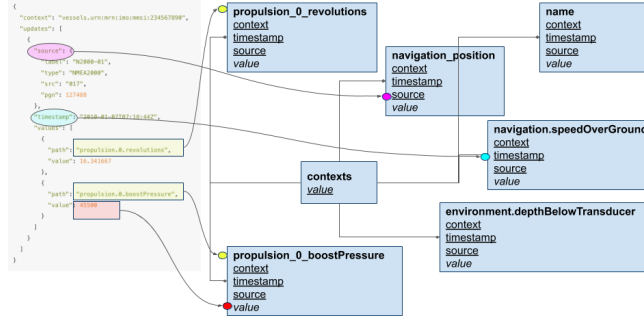 {
"context": "vessels.urn:mrn:imo:mmsi:234567890",
"updates": [
{
"source": {
"label": "N2000-01",
"type": "NMEA2000",
"src": "017",
"pgn": 127488
},
"timestamp": "2010-01-07T07:18:44Z",
"values": [
{
"path": "propulsion.0.revolutions",
"value": 16.341667
},
{
"path": "propulsion.0.boostPressure",
"value": 45500
}
]
}
]
}
propulsion_0_revolutions
context
timestamp
source
value
navigation_position
context
timestamp
source
value
name
context
timestamp
source
value
navigation.speedOverGround
context
timestamp
source
value
contexts
value
environment.depthBelowTransducer
context
timestamp
source
value
propulsion_0_boostPressure
context
timestamp
source
value